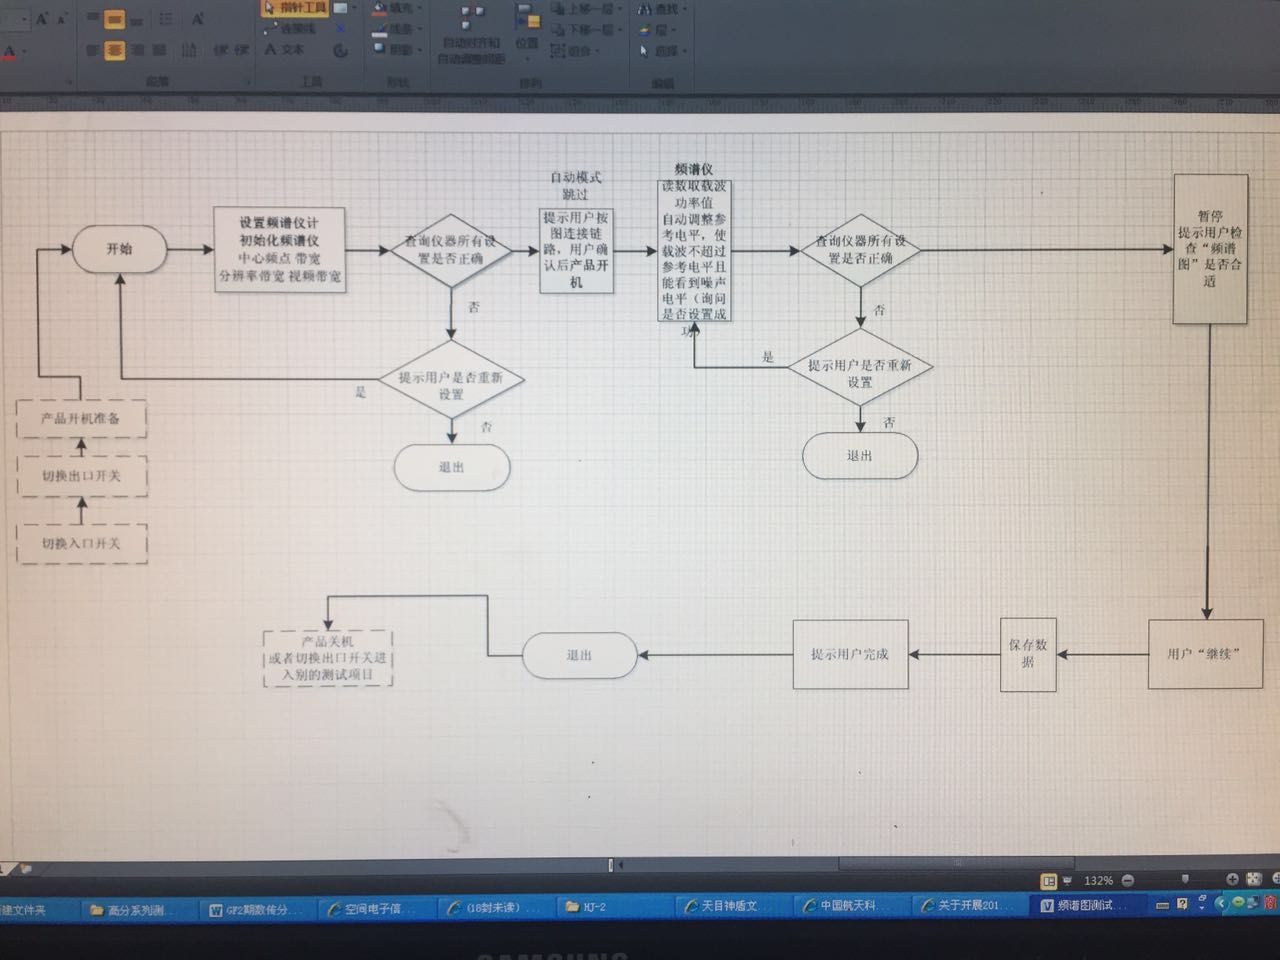 指针工具
填充
上移一层
查找
连接线
线条
自动对齐和
自动调整间距
位置
下移一层
层
A 文本
阴影
组合
选择
段落
工具
形状
排列
编辑
开始
设置频谱仪计
初始化频谱仪
中心频点 带宽
分辨率带宽 视频带宽
查询仪器所有设
置是否正确
自动模式
跳过
提示用户按
图连接链
路，用户确
认后产品开
机
频谱仪
读数取载波
功率值
自动调整参
考电平，使
载波不超过
参考电平且
能看到噪声
电平（询问
是否设置成
功）
查询仪器所有设
置是否正确
暂停
提示用户检
查“频谱
图”是否合
适
否
否
提示用户是否重新
设置
是
否
退出
提示用户是否重新
设置
是
否
退出
产品开机准备
切换出口开关
切换入口开关
产品关机
或者切换出口开关进
入别的测试项目
退出
提示用户完成
保存数
据
用户“继续”
132%
建文件夹
高分系列测...
GF2期数传分...
空间电子信...
(18封未读)...
HJ-2
天目神盾文...
中国航天科...
关于开展201...
频谱图测试...
SAMSUNG